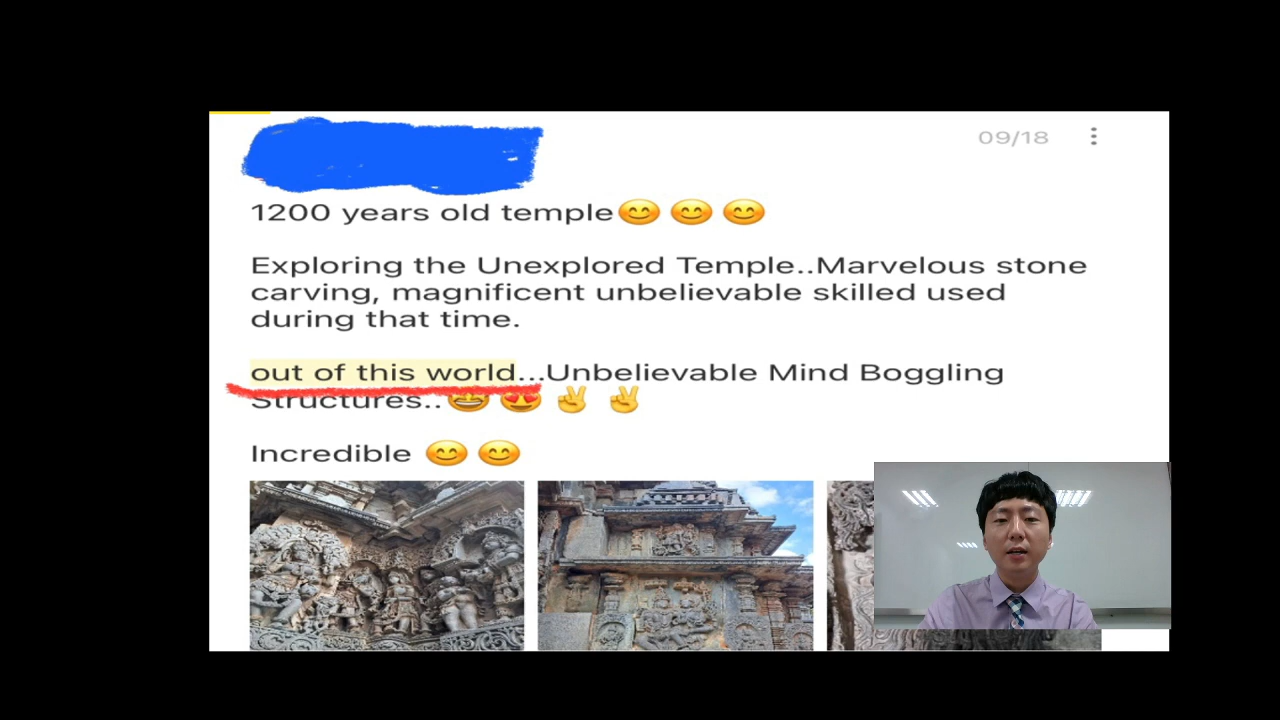 09/18
1200 years old temple😊😊😊
Exploring the Unexplored Temple..Marvelous stone
carving, magnificent unbelievable skilled used
during that time.
out of this world...Unbelievable Mind Boggling
Structures..🤩😍✌️✌️
Incredible 😊😊